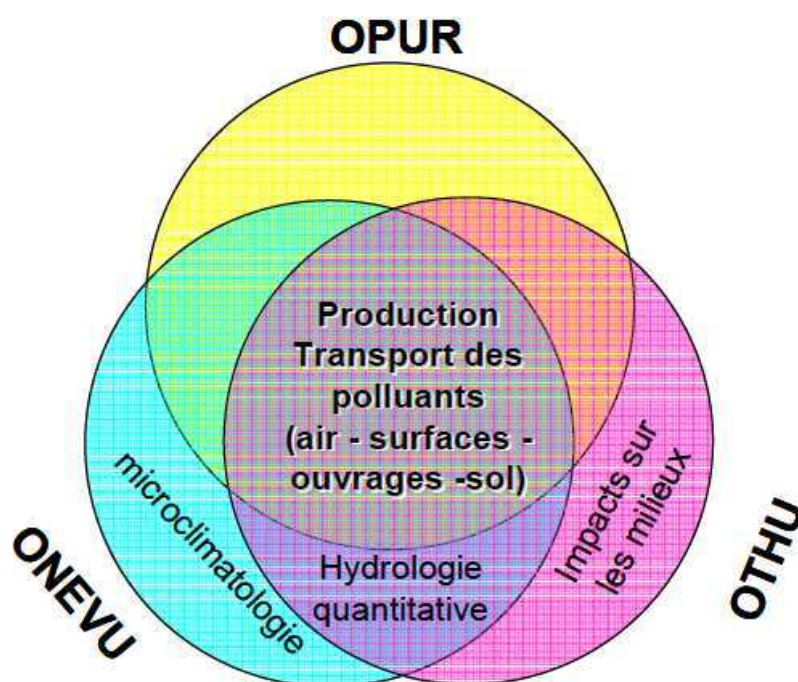 OPUR
Production
Transport des
polluants
(air - surfaces -
ouvrages -sol)
microclimatologie
Hydrologie
quantitative
Impacts sur
les milieux
ONEVU
OTHU